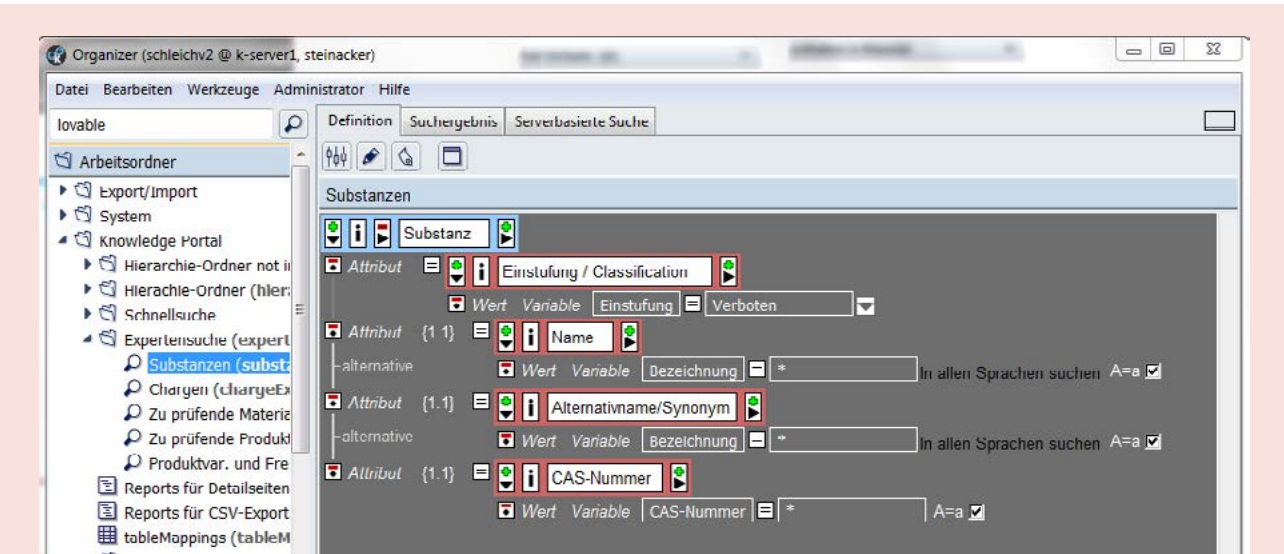 Organizer (schleichv2 @ k-server1, steinacker)
Datei Bearbeiten Werkzeuge Administrator Hilfe
lovable
Definition Suchergebnis Serverbasierte Suche
Arbeitsordner
Export/Import
System
Knowledge Portal
Hierarchie-Ordner not i
Hierachie-Ordner (hier
Schnellsuche
Expertensuche (expert
Substanzen (substa
Chargen (chargeEx
Zu prüfende Materia
Zu prüfende Produkt
Produktvar. und Fre
Reports für Detailseiten
Reports für CSV-Export
tableMappings (tableM
Substanzen
i Substanz
Attribut = i Einstufung / Classification
Wert Variable Einstufung = Verboten
Attribut {1 1} = i Name
alternative Wert Variable Bezeichnung = * In allen Sprachen suchen A=a
Attribut {1.1} = i Alternativname/Synonym
alternative Wert Variable Bezeichnung = * In allen Sprachen suchen A=a
Attribut {1.1} = i CAS-Nummer
Wert Variable CAS-Nummer = * A=a